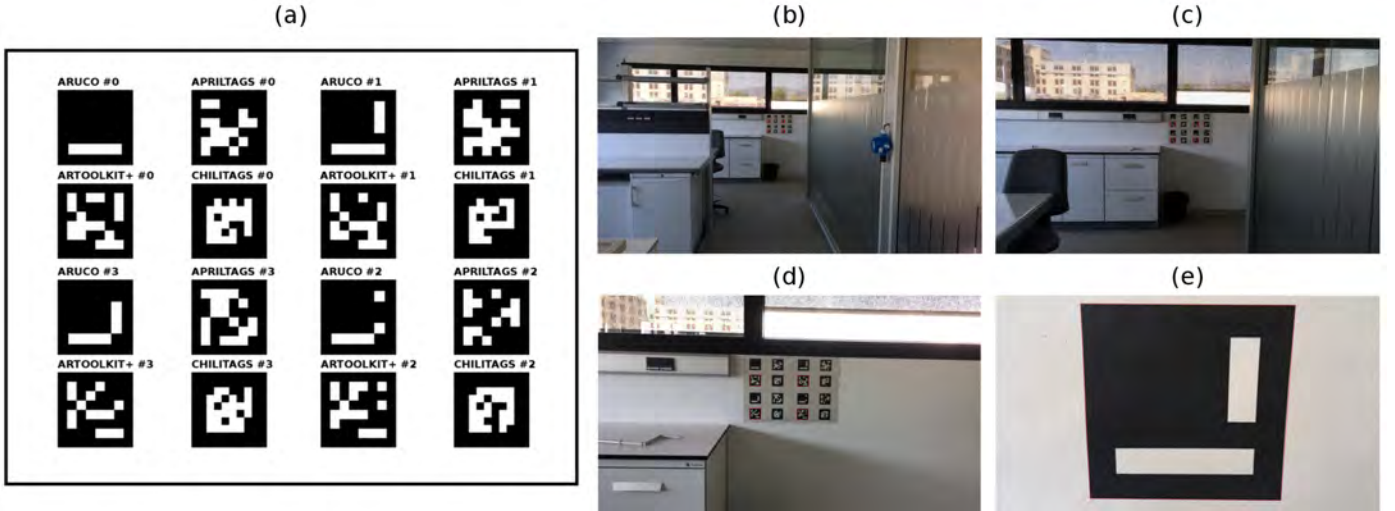 (a)
(b)
(c)
ARUCO #0
APRILTAGS #0
ARUCO #1
APRILTAGS #1
ARTOOLKIT+ #0
CHILITAGS #0
ARTOOLKIT+ #1
CHILITAGS #1
(d)
(e)
ARUCO #3
APRILTAGS #3
ARUCO #2
APRILTAGS #2
ARTOOLKIT+ #3
CHILITAGS #3
ARTOOLKIT+ #2
CHILITAGS #2